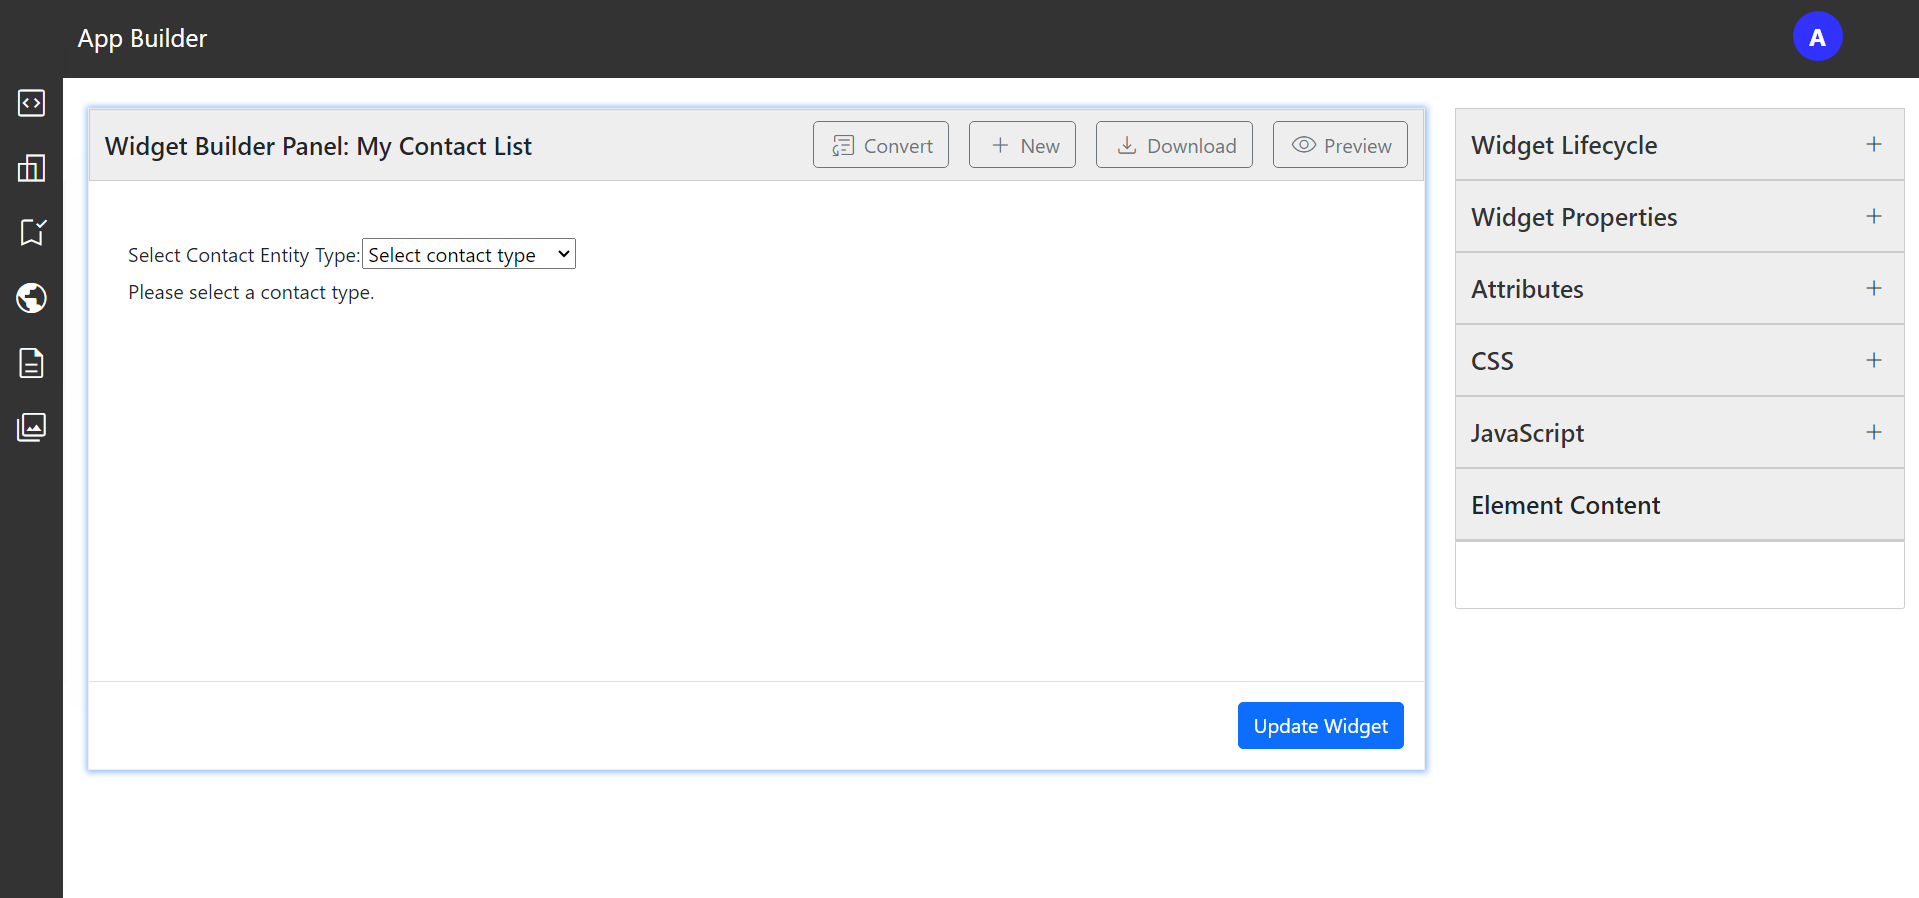 App Builder
A
Widget Builder Panel: My Contact List
Convert
New
Download
Preview
Select Contact Entity Type: Select contact type
Please select a contact type.
Update Widget
Widget Lifecycle
Widget Properties
Attributes
CSS
JavaScript
Element Content